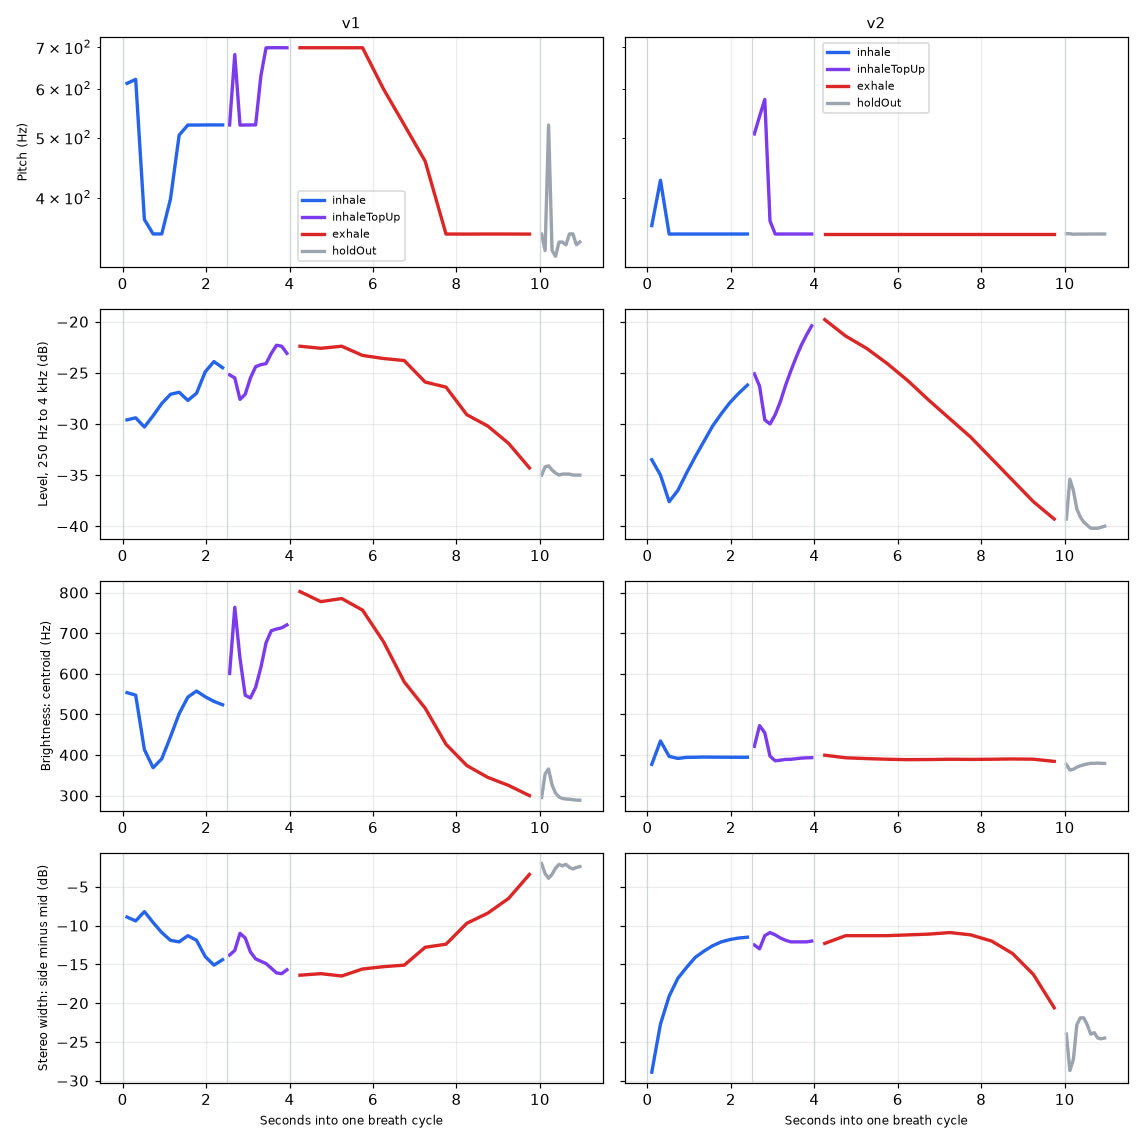 v1
v2
7 × 10²
6 × 10²
5 × 10²
4 × 10²
Pitch (Hz)
inhale
inhaleTopUp
exhale
holdOut
0 2 4 6 8 10
inhale
inhaleTopUp
exhale
holdOut
0 2 4 6 8 10
−20
−25
−30
−35
−40
Level, 250 Hz to 4 kHz (dB)
0 2 4 6 8 10
0 2 4 6 8 10
800
700
600
500
400
300
Brightness: centroid (Hz)
0 2 4 6 8 10
0 2 4 6 8 10
−5
−10
−15
−20
−25
−30
Stereo width: side minus mid (dB)
0 2 4 6 8 10
Seconds into one breath cycle
0 2 4 6 8 10
Seconds into one breath cycle